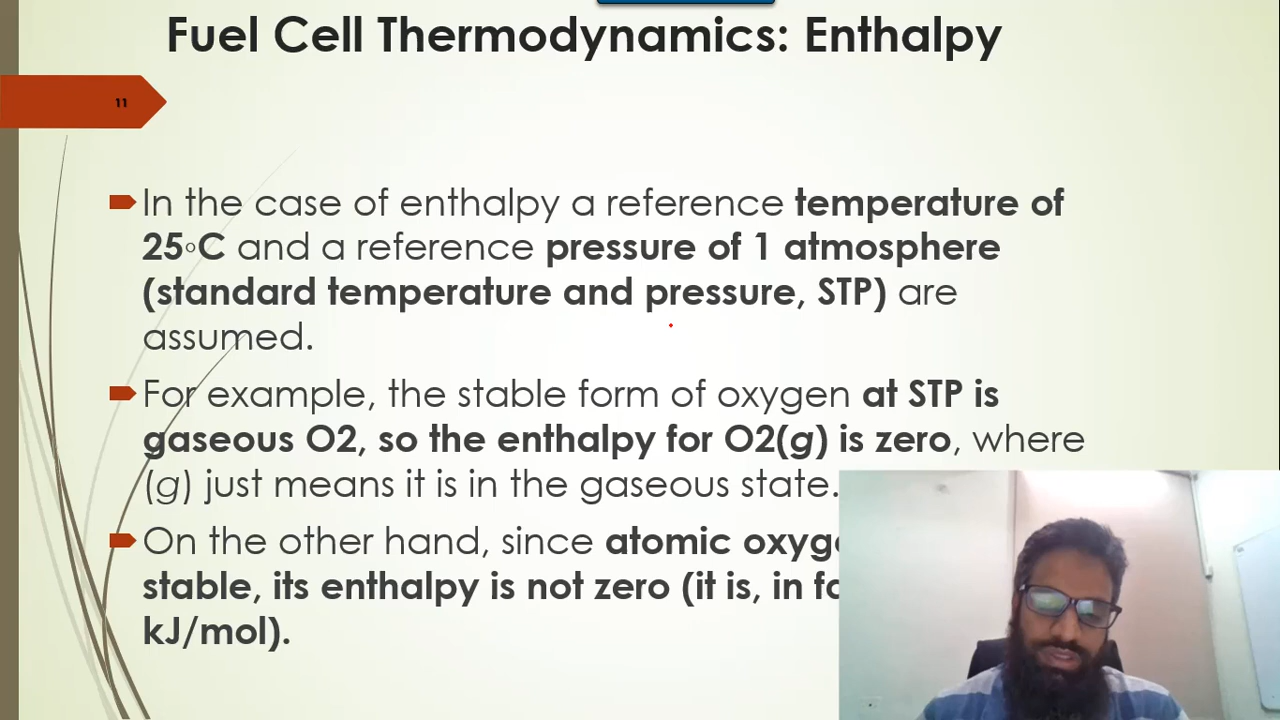 Fuel Cell Thermodynamics: Enthalpy
11
In the case of enthalpy a reference temperature of
25◦C and a reference pressure of 1 atmosphere
(standard temperature and pressure, STP) are
assumed.
For example, the stable form of oxygen at STP is
gaseous O2, so the enthalpy for O2(g) is zero, where
(g) just means it is in the gaseous state.
On the other hand, since atomic
stable, its enthalpy is not zero (it is, in
kJ/mol).